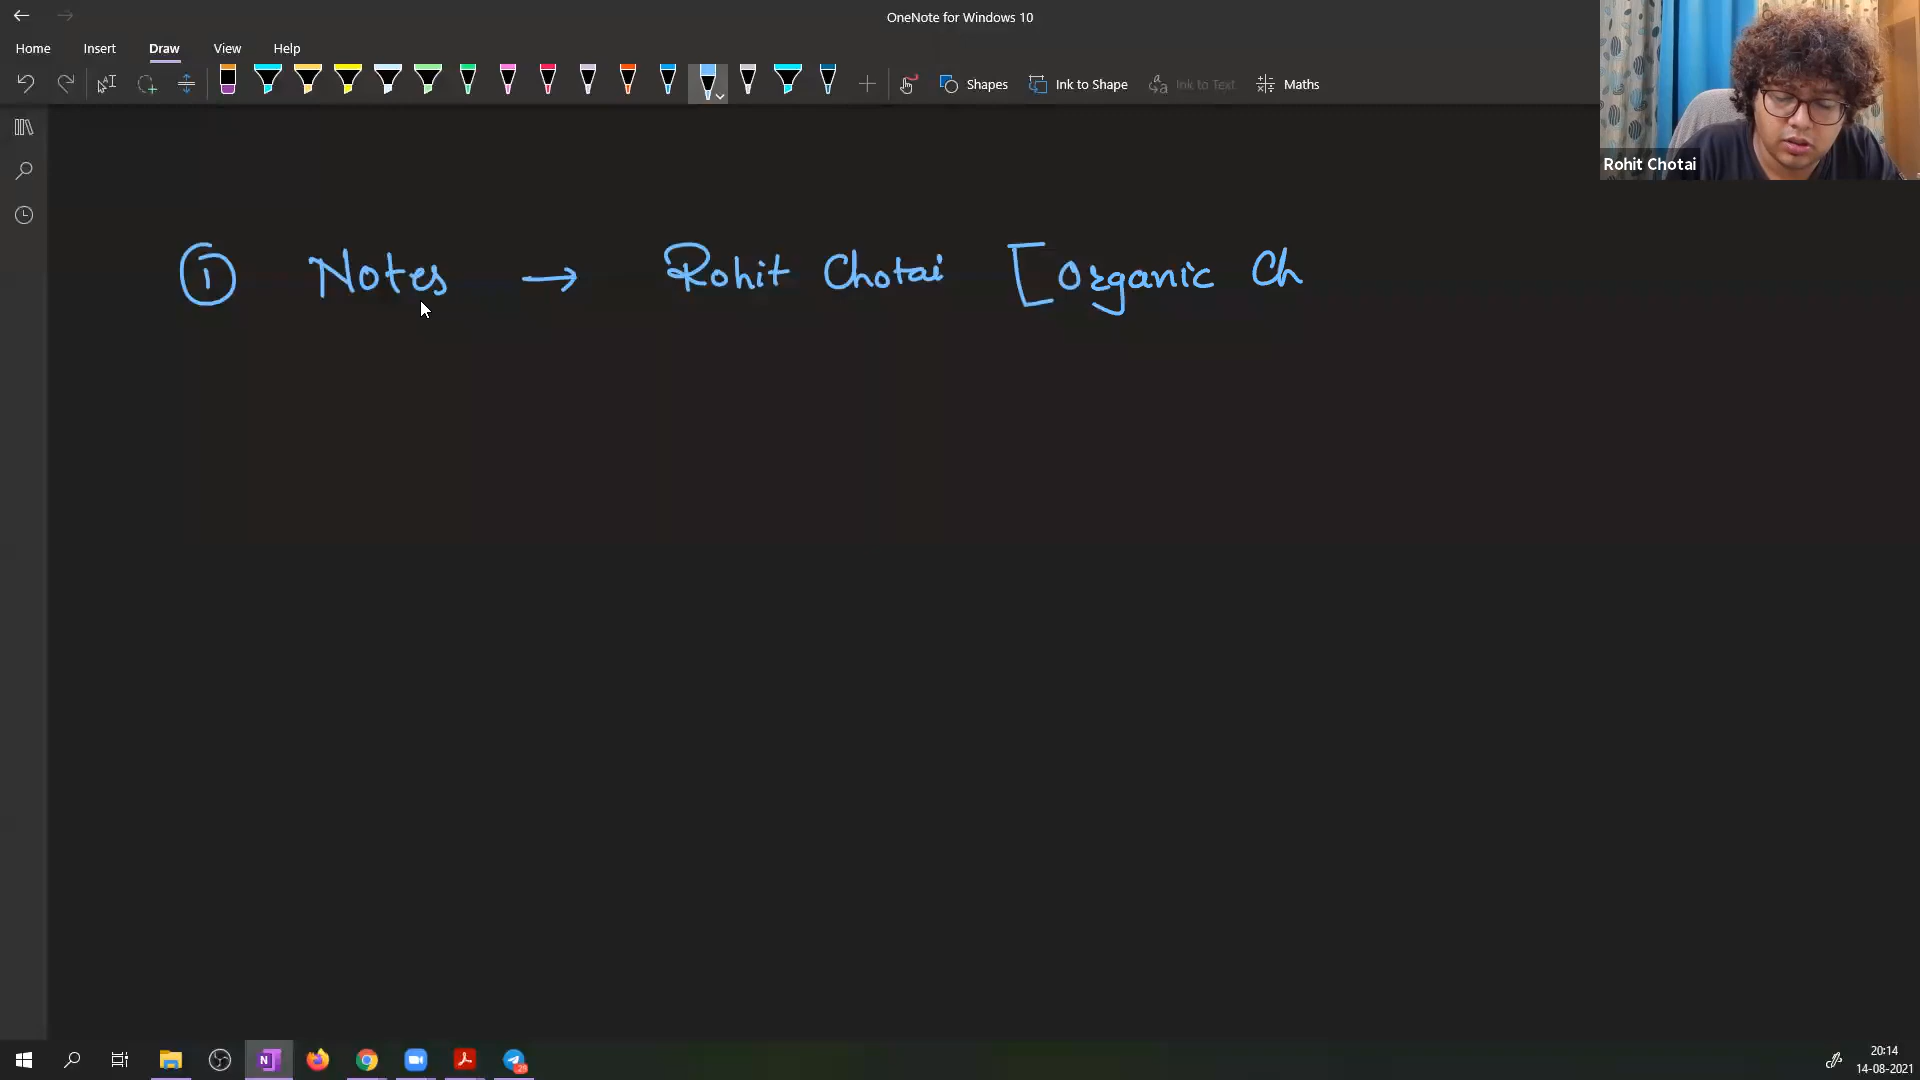 OneNote for Windows 10
Home Insert Draw View Help
Shapes Ink to Shape Ink to Text Maths
Rohit Chotai
① Notes → Rohit Chotai [Organic Ch
20:14
14-08-2021